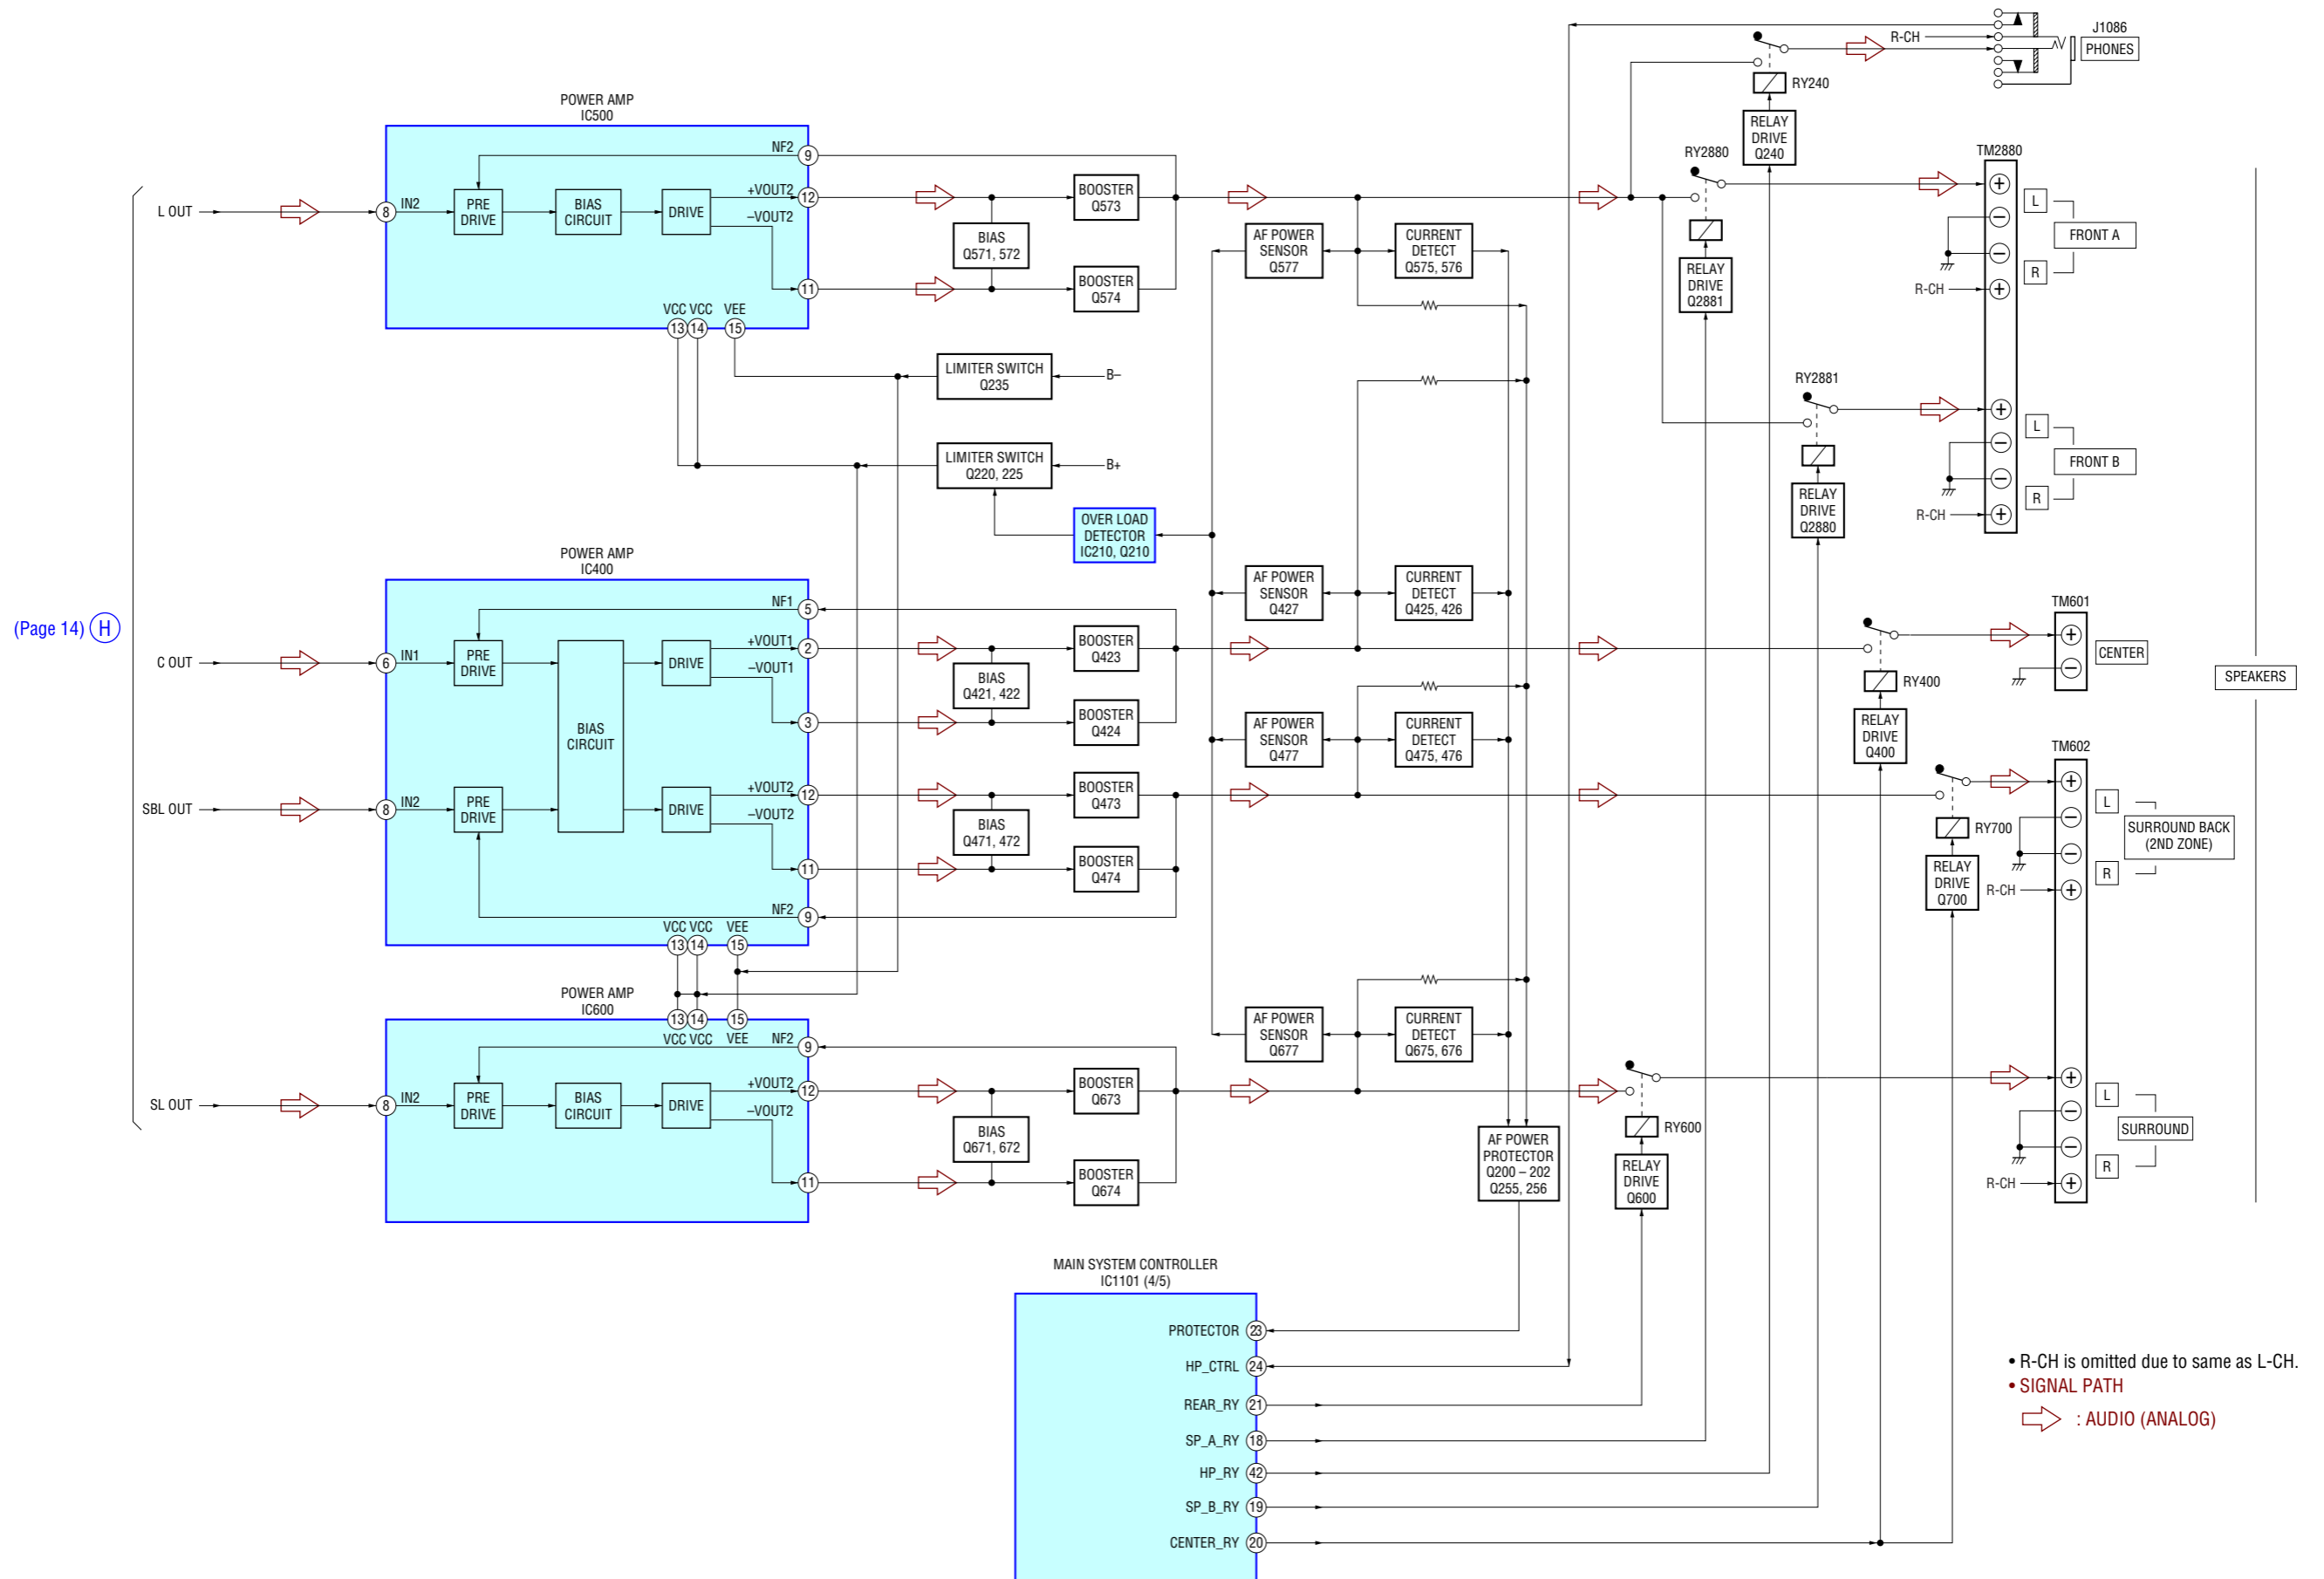 J1086
PHONES
R-CH
RY240
RELAY
DRIVE
Q240
POWER AMP
IC500
NF2
9
L OUT
8
IN2
PRE
DRIVE
BIAS
CIRCUIT
DRIVE
+VOUT2
12
–VOUT2
11
VCC VCC VEE
13 14 15
BIAS
Q571, 572
BOOSTER
Q573
BOOSTER
Q574
AF POWER
SENSOR
Q577
CURRENT
DETECT
Q575, 576
RY2880
RELAY
DRIVE
Q2881
TM2880
+
–
–
+
L
FRONT A
R
R-CH
LIMITER SWITCH
Q235
B–
LIMITER SWITCH
Q220, 225
B+
OVER LOAD
DETECTOR
IC210, Q210
RY2881
RELAY
DRIVE
Q2880
+
–
–
+
L
FRONT B
R
R-CH
(Page 14) H
POWER AMP
IC400
NF1
5
C OUT
6
IN1
PRE
DRIVE
BIAS
CIRCUIT
DRIVE
+VOUT1
2
–VOUT1
3
BIAS
Q421, 422
BOOSTER
Q423
BOOSTER
Q424
AF POWER
SENSOR
Q427
CURRENT
DETECT
Q425, 426
RY400
RELAY
DRIVE
Q400
TM601
+
–
CENTER
SPEAKERS
SBL OUT
8
IN2
PRE
DRIVE
DRIVE
+VOUT2
12
–VOUT2
11
NF2
9
VCC VCC VEE
13 14 15
BIAS
Q471, 472
BOOSTER
Q473
BOOSTER
Q474
AF POWER
SENSOR
Q477
CURRENT
DETECT
Q475, 476
RY700
RELAY
DRIVE
Q700
TM602
+
–
–
+
L
SURROUND BACK
(2ND ZONE)
R
R-CH
POWER AMP
IC600
13 14 15
VCC VCC VEE
NF2
9
SL OUT
8
IN2
PRE
DRIVE
BIAS
CIRCUIT
DRIVE
+VOUT2
12
–VOUT2
11
BIAS
Q671, 672
BOOSTER
Q673
BOOSTER
Q674
AF POWER
SENSOR
Q677
CURRENT
DETECT
Q675, 676
AF POWER
PROTECTOR
Q200 – 202
Q255, 256
RY600
RELAY
DRIVE
Q600
+
–
–
+
L
SURROUND
R
R-CH
MAIN SYSTEM CONTROLLER
IC1101 (4/5)
PROTECTOR 23
HP_CTRL 24
REAR_RY 21
SP_A_RY 18
HP_RY 42
SP_B_RY 19
CENTER_RY 20
• R-CH is omitted due to same as L-CH.
• SIGNAL PATH
: AUDIO (ANALOG)